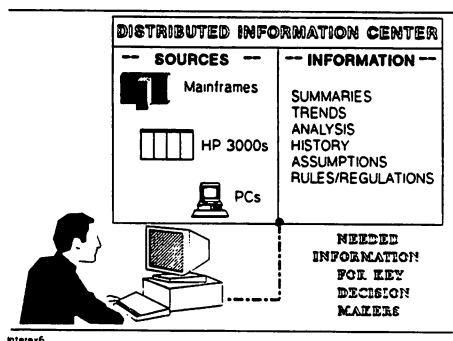 DISTRIBUTED INFORMATION CENTER
-- SOURCES --
-- INFORMATION --
Mainframes
HP 3000s
PCs
SUMMARIES
TRENDS
ANALYSIS
HISTORY
ASSUMPTIONS
RULES/REGULATIONS
NEEDED
INFORMATION
FOR KEY
DECISION
MAKERS
Interex6